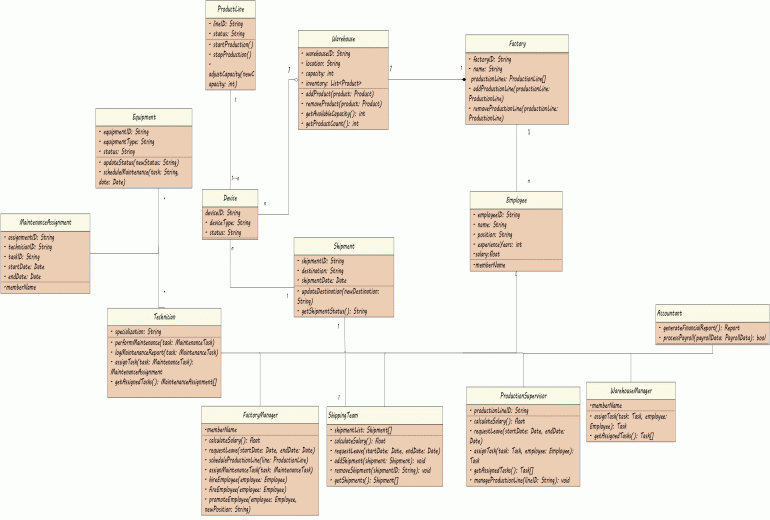 ProductLine
- lineID: String
- status: String
+ startProduction()
+ stopProduction()
+
adjustCapacity(newC
apacity: int)
Warehouse
- warehouseID: String
- location: String
- capacity: int
- inventory: List<Product>
+ addProduct(product: Product)
+ removeProduct(product: Product)
+ getAvailableCapacity(): int
+ getProductCount(): int
Factory
- factoryID: String
- name: String
productionLines: ProductionLine[]
+ addProductionLine(productionLine:
ProductionLine)
+ removeProductionLine(productionLine:
ProductionLine)
1
1
1
1
Equipment
- equipmentID: String
- equipmentType: String
- status: String
+ updateStatus(newStatus: String)
+ scheduleMaintenance(task: String,
date: Date)
1
1..n
n
n
*
Device
deviceID: String
- deviceType: String
- status: String
n
Employee
- employeeID: String
- name: String
- position: String
- experienceYears: int
-salary:float
-memberName
1
MaintenanceAssignment
- assignmentID: String
- technicianID: String
- taskID: String
- startDate: Date
- endDate: Date
-memberName
*
Shipment
- shipmentID: String
- destination: String
- shipmentDate: Date
+ updateDestination(newDestination:
String)
+ getShipmentStatus(): String
1
1
1
Technician
- specialization: String
+ performMaintenance(task: MaintenanceTask)
+ logMaintenanceReport(task: MaintenanceTask)
+ assignTask(task: MaintenanceTask):
MaintenanceAssignment
+ getAssignedTasks(): MaintenanceAssignment[]
Accountant
+ generateFinancialReport(): Report
+ processPayroll(payrollData: PayrollData): bool
FactoryManager
-memberName
+ calculateSalary(): float
+ requestLeave(startDate: Date, endDate: Date)
+ scheduleProduction(line: ProductionLine)
+ assignMaintenanceTask(task: MaintenanceTask)
+ hireEmployee(employee: Employee)
+ fireEmployee(employee: Employee)
+ promoteEmployee(employee: Employee,
newPosition: String)
ShippingTeam
- shipmentList: Shipment[]
+ calculateSalary(): float
+ requestLeave(startDate: Date, endDate: Date)
+ addShipment(shipment: Shipment): void
+ removeShipment(shipmentID: String): void
+ getShipments(): Shipment[]
ProductionSupervisor
- productionLineID: String
+ calculateSalary(): float
+ requestLeave(startDate: Date, endDate:
Date)
+ assignTask(task: Task, employee: Employee):
Task
+ getAssignedTasks(): Task[]
+ manageProductionLine(lineID: String): void
WarehouseManager
-memberName
+ assignTask(task: Task, employee:
Employee): Task
+ getAssignedTasks(): Task[]